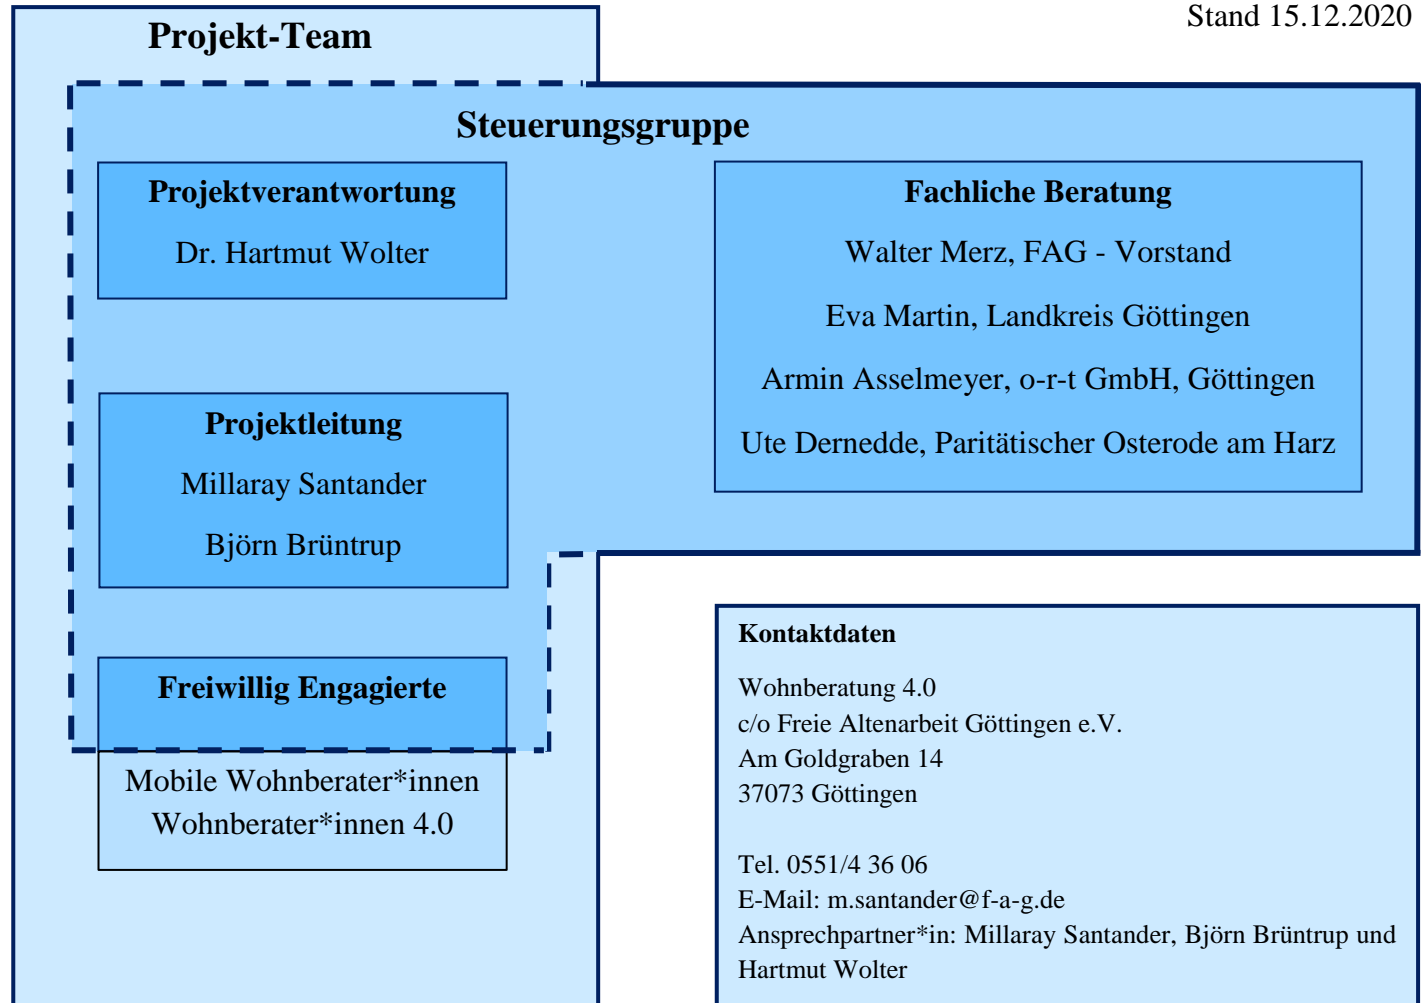 Stand 15.12.2020
Projekt-Team
Steuerungsgruppe
Projektverantwortung
Dr. Hartmut Wolter
Projektleitung
Millaray Santander
Björn Brüntrup
Freiwillig Engagierte
Mobile Wohnberater*innen
Wohnberater*innen 4.0
Fachliche Beratung
Walter Merz, FAG - Vorstand
Eva Martin, Landkreis Göttingen
Armin Asselmeyer, o-r-t GmbH, Göttingen
Ute Dernedde, Paritätischer Osterode am Harz
Kontaktdaten
Wohnberatung 4.0
c/o Freie Altenarbeit Göttingen e.V.
Am Goldgraben 14
37073 Göttingen
Tel. 0551/4 36 06
E-Mail: m.santander@f-a-g.de
Ansprechpartner*in: Millaray Santander, Björn Brüntrup und
Hartmut Wolter